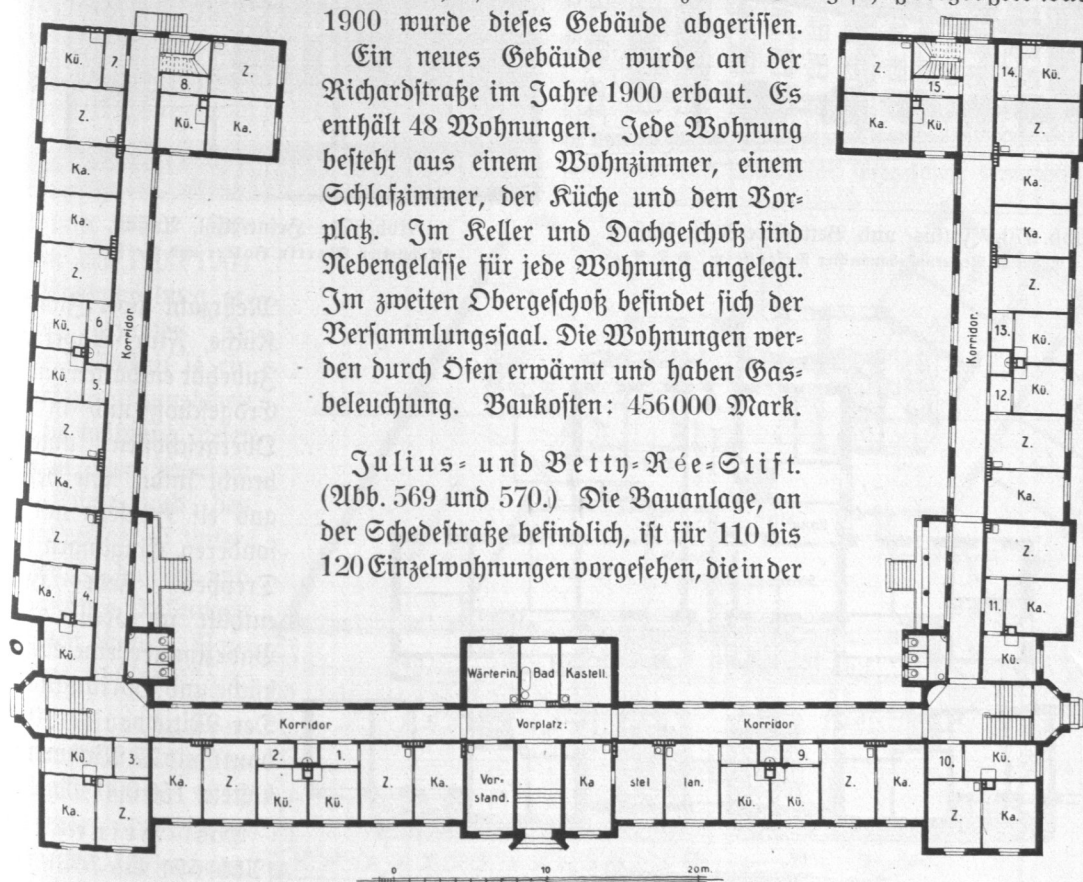 1900 wurde dieses Gebäude abgerissen.
Ein neues Gebäude wurde an der
Richardstraße im Jahre 1900 erbaut. Es
enthält 48 Wohnungen. Jede Wohnung
besteht aus einem Wohnzimmer, einem
Schlafzimmer, der Küche und dem Vor-
platz. Im Keller und Dachgeschoß sind
Nebengelasse für jede Wohnung angelegt.
Im zweiten Obergeschoß befindet sich der
Versammlungssaal. Die Wohnungen wer-
den durch Öfen erwärmt und haben Gas-
beleuchtung. Baukosten: 456000 Mark.
Julius- und Betty-Rée-Stift.
(Abb. 569 und 570.) Die Bauanlage, an
der Schedestraße befindlich, ist für 110 bis
120 Einzelwohnungen vorgesehen, die in der
Kü. 7. 8. Z.
Z. Kü. Ka.
Ka.
Ka.
Z.
Kü. 6
Korridor
Kü. 5.
Z.
Ka.
Z.
Ka. 4.
Kü.
Z. 15. 14. Kü.
Ka. Kü. Z.
Ka.
Ka.
Z.
13. Kü.
Korridor.
12. Kü.
Z.
Ka.
Z.
11. Ka.
Kü.
Wärterin. Bad Kastell.
Korridor Vorplatz. Korridor
Kü. 3. Ka. Z. 2. 1. Z. Ka. Vor- Ka stel lan. 9. Z. Ka. 10. Kü.
Kü. Kü. stand. Kü. Kü.
Ka. Z. Z. Ka.
0 10 20m.